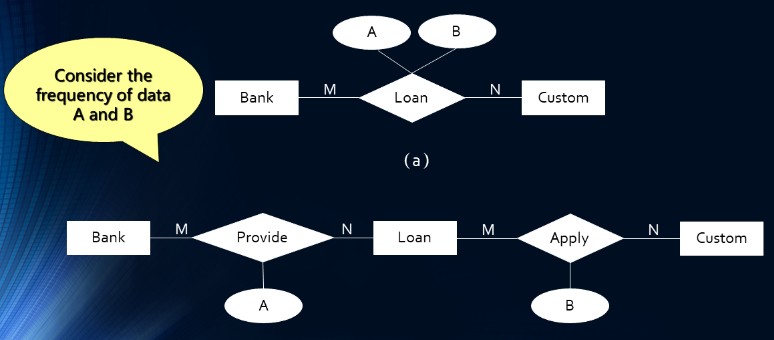 A
B
Consider the
frequency of data
A and B
Bank
M
Loan
N
Custom
(a)
Bank
M
Provide
N
Loan
M
Apply
N
Custom
A
B